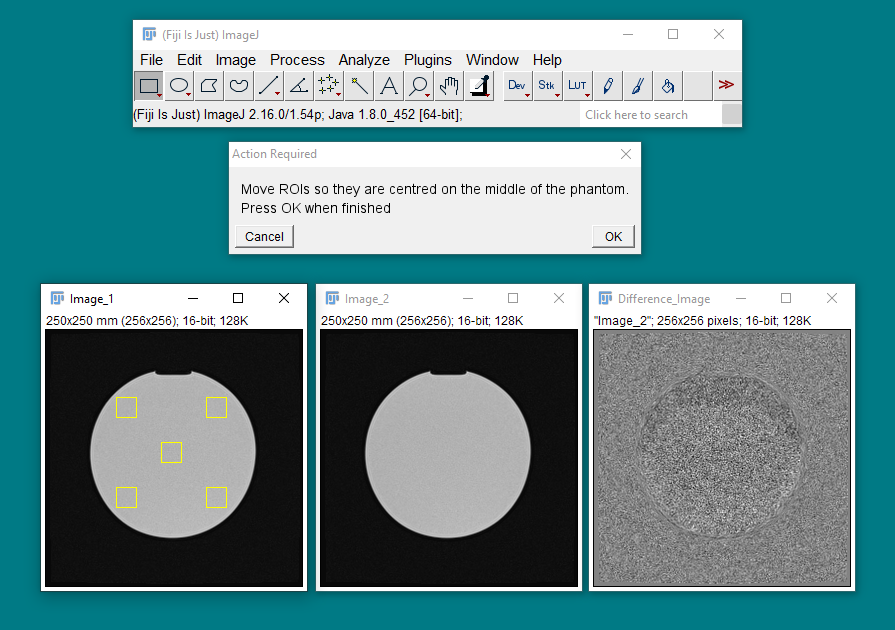 (Fiji Is Just) ImageJ
File Edit Image Process Analyze Plugins Window Help
A Dev Stk LUT
(Fiji Is Just) ImageJ 2.16.0/1.54p; Java 1.8.0_452 [64-bit]; Click here to search
Action Required
Move ROIs so they are centred on the middle of the phantom.
Press OK when finished
Cancel OK
Image_1
250x250 mm (256x256); 16-bit; 128K
Image_2
250x250 mm (256x256); 16-bit; 128K
Difference_Image
"Image_2"; 256x256 pixels; 16-bit; 128K